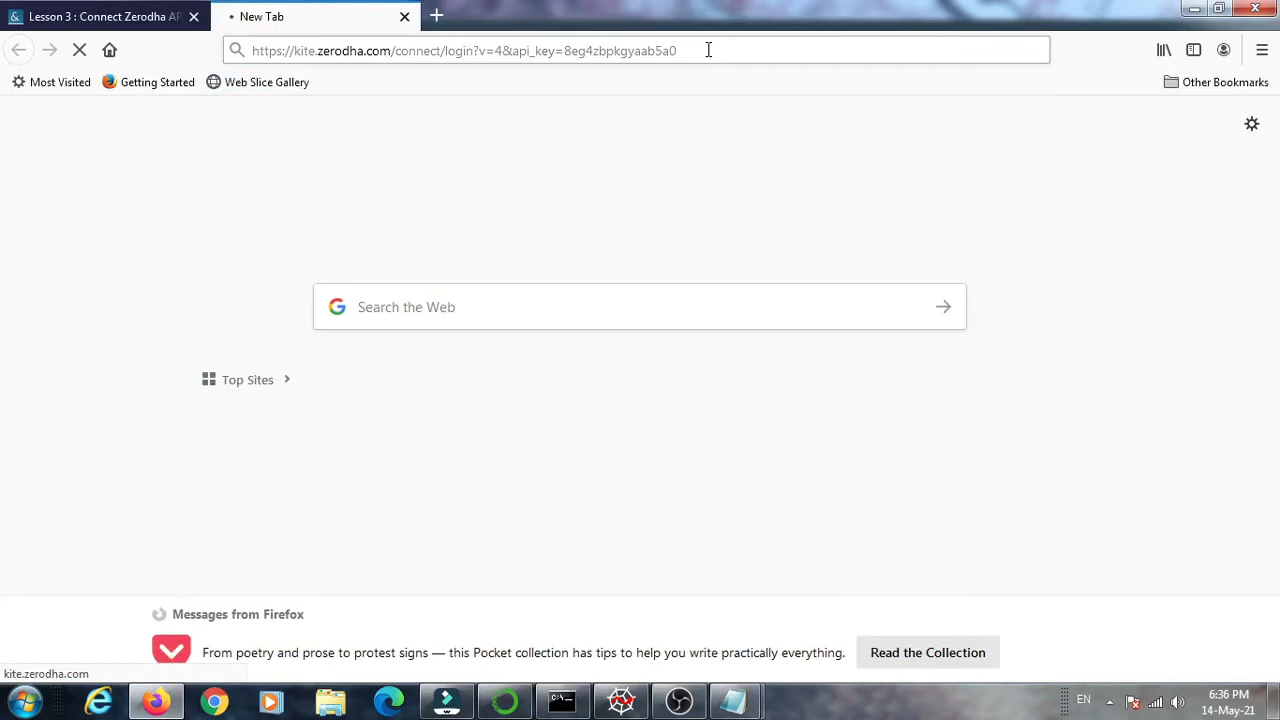 Lesson 3 : Connect Zerodha AP
New Tab
https://kite.zerodha.com/connect/login?v=4&api_key=8eg4zbpkgyaab5a0
Most Visited
Getting Started
Web Slice Gallery
Other Bookmarks
Search the Web
Top Sites
Messages from Firefox
From poetry and prose to protest signs — this Pocket collection has tips to help you write practically everything.
Read the Collection
kite.zerodha.com
EN
6:36 PM
14-May-21